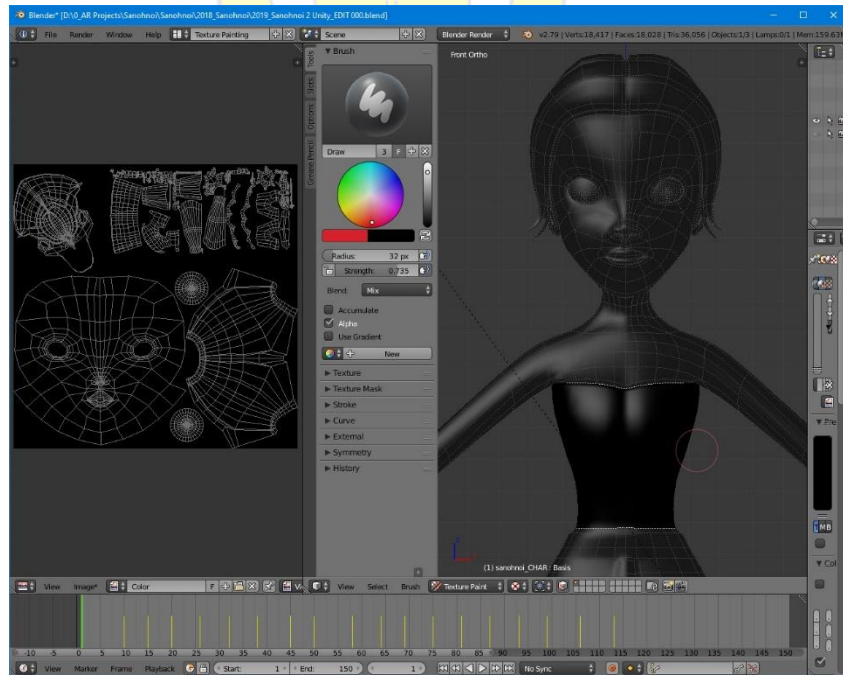 Blender* [D:\0_AR Projects\Sanohnoi\Sanohnoi\2018_Sanohnoi\2019_Sanohnoi 2 Unity_EDIT 000.blend]
File Render Window Help Texture Painting Scene Blender Render v2.79 | Verts:18,417 | Faces:18,028 | Tris:36,056 | Objects:1/3 | Lamps:0/1 | Mem:159.63
Tools
Slots
Options
Grease Pencil
Brush
Draw 3 F
Radius: 32 px
Strength: 0.735
Blend: Mix
Accumulate
Alpha
Use Gradient
New
Texture
Texture Mask
Stroke
Curve
External
Symmetry
History
Front Ortho
(1) sanohnoi_CHAR : Basis
Pre
MB
Col
View Image* Color F View Select Brush Texture Paint
-10 -5 0 5 10 15 20 25 30 35 40 45 50 55 60 65 70 75 80 85 90 95 100 105 110 115 120 125 130 135 140 145 150
View Marker Frame Playback Start: 1 End: 150 1 No Sync